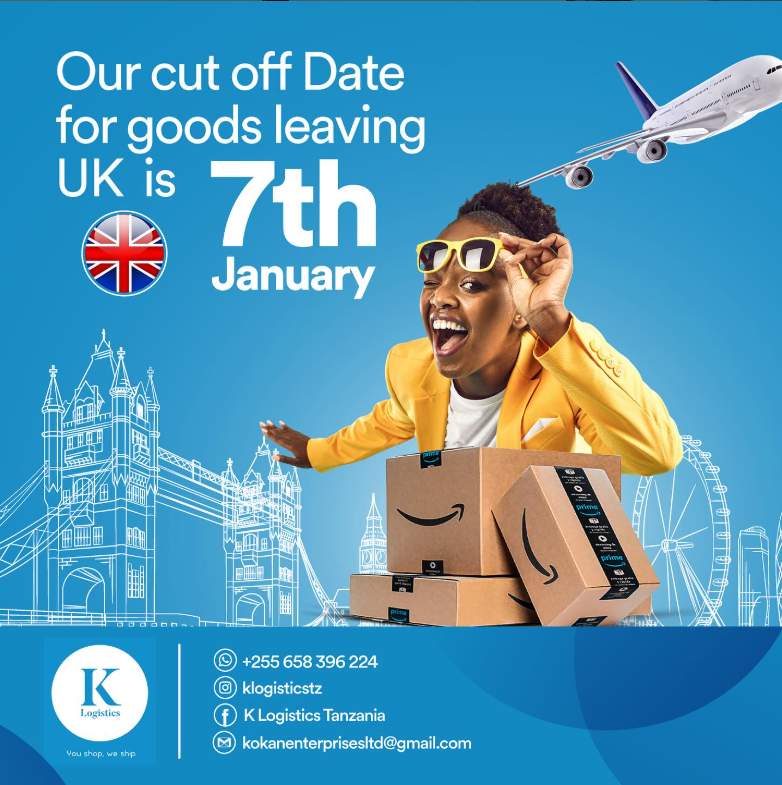 Our cut off Date
for goods leaving
UK is 7th
January
prime
prime
prime
prime
K
Logistics
You shop, we ship
+255 658 396 224
klogisticstz
K Logistics Tanzania
kokanenterprisesltd@gmail.com